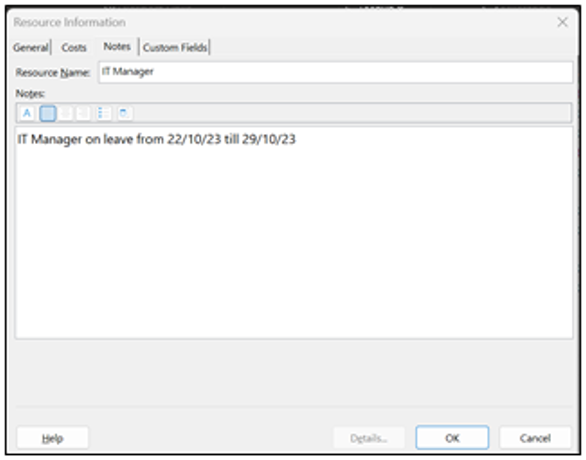 Resource Information
General Costs Notes Custom Fields
Resource Name: IT Manager
Notes:
A
IT Manager on leave from 22/10/23 till 29/10/23
Help Details... OK Cancel